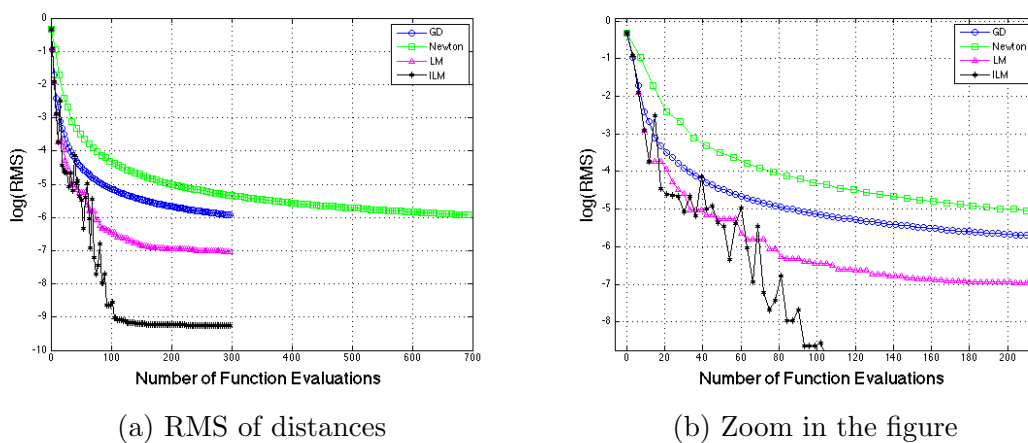 log(RMS)
0
-1
-2
-3
-4
-5
-6
-7
-8
-9
-10
0 100 200 300 400 500 600 700
Number of Function Evaluations
GD
Newton
LM
ILM
(a) RMS of distances
log(RMS)
0
-1
-2
-3
-4
-5
-6
-7
-8
0 20 40 60 80 100 120 140 160 180 200
Number of Function Evaluations
GD
Newton
LM
ILM
(b) Zoom in the figure